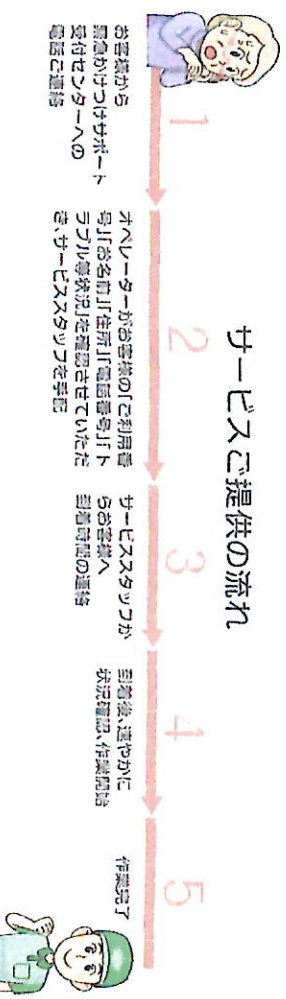 サービスご提供の流れ
1
お客様から
緊急かけつけサポート
受付センターへの
電話ご連絡
2
オペレーターがお客様の「ご利用番
号」「お名前」「住所」「電話番号」「ト
ラブル等状況」を確認させていただ
き、サービススタッフを手配
3
サービススタッフか
らお客様へ
到着時間の連絡
4
到着後、速やかに
状況確認、作業開始
5
作業完了